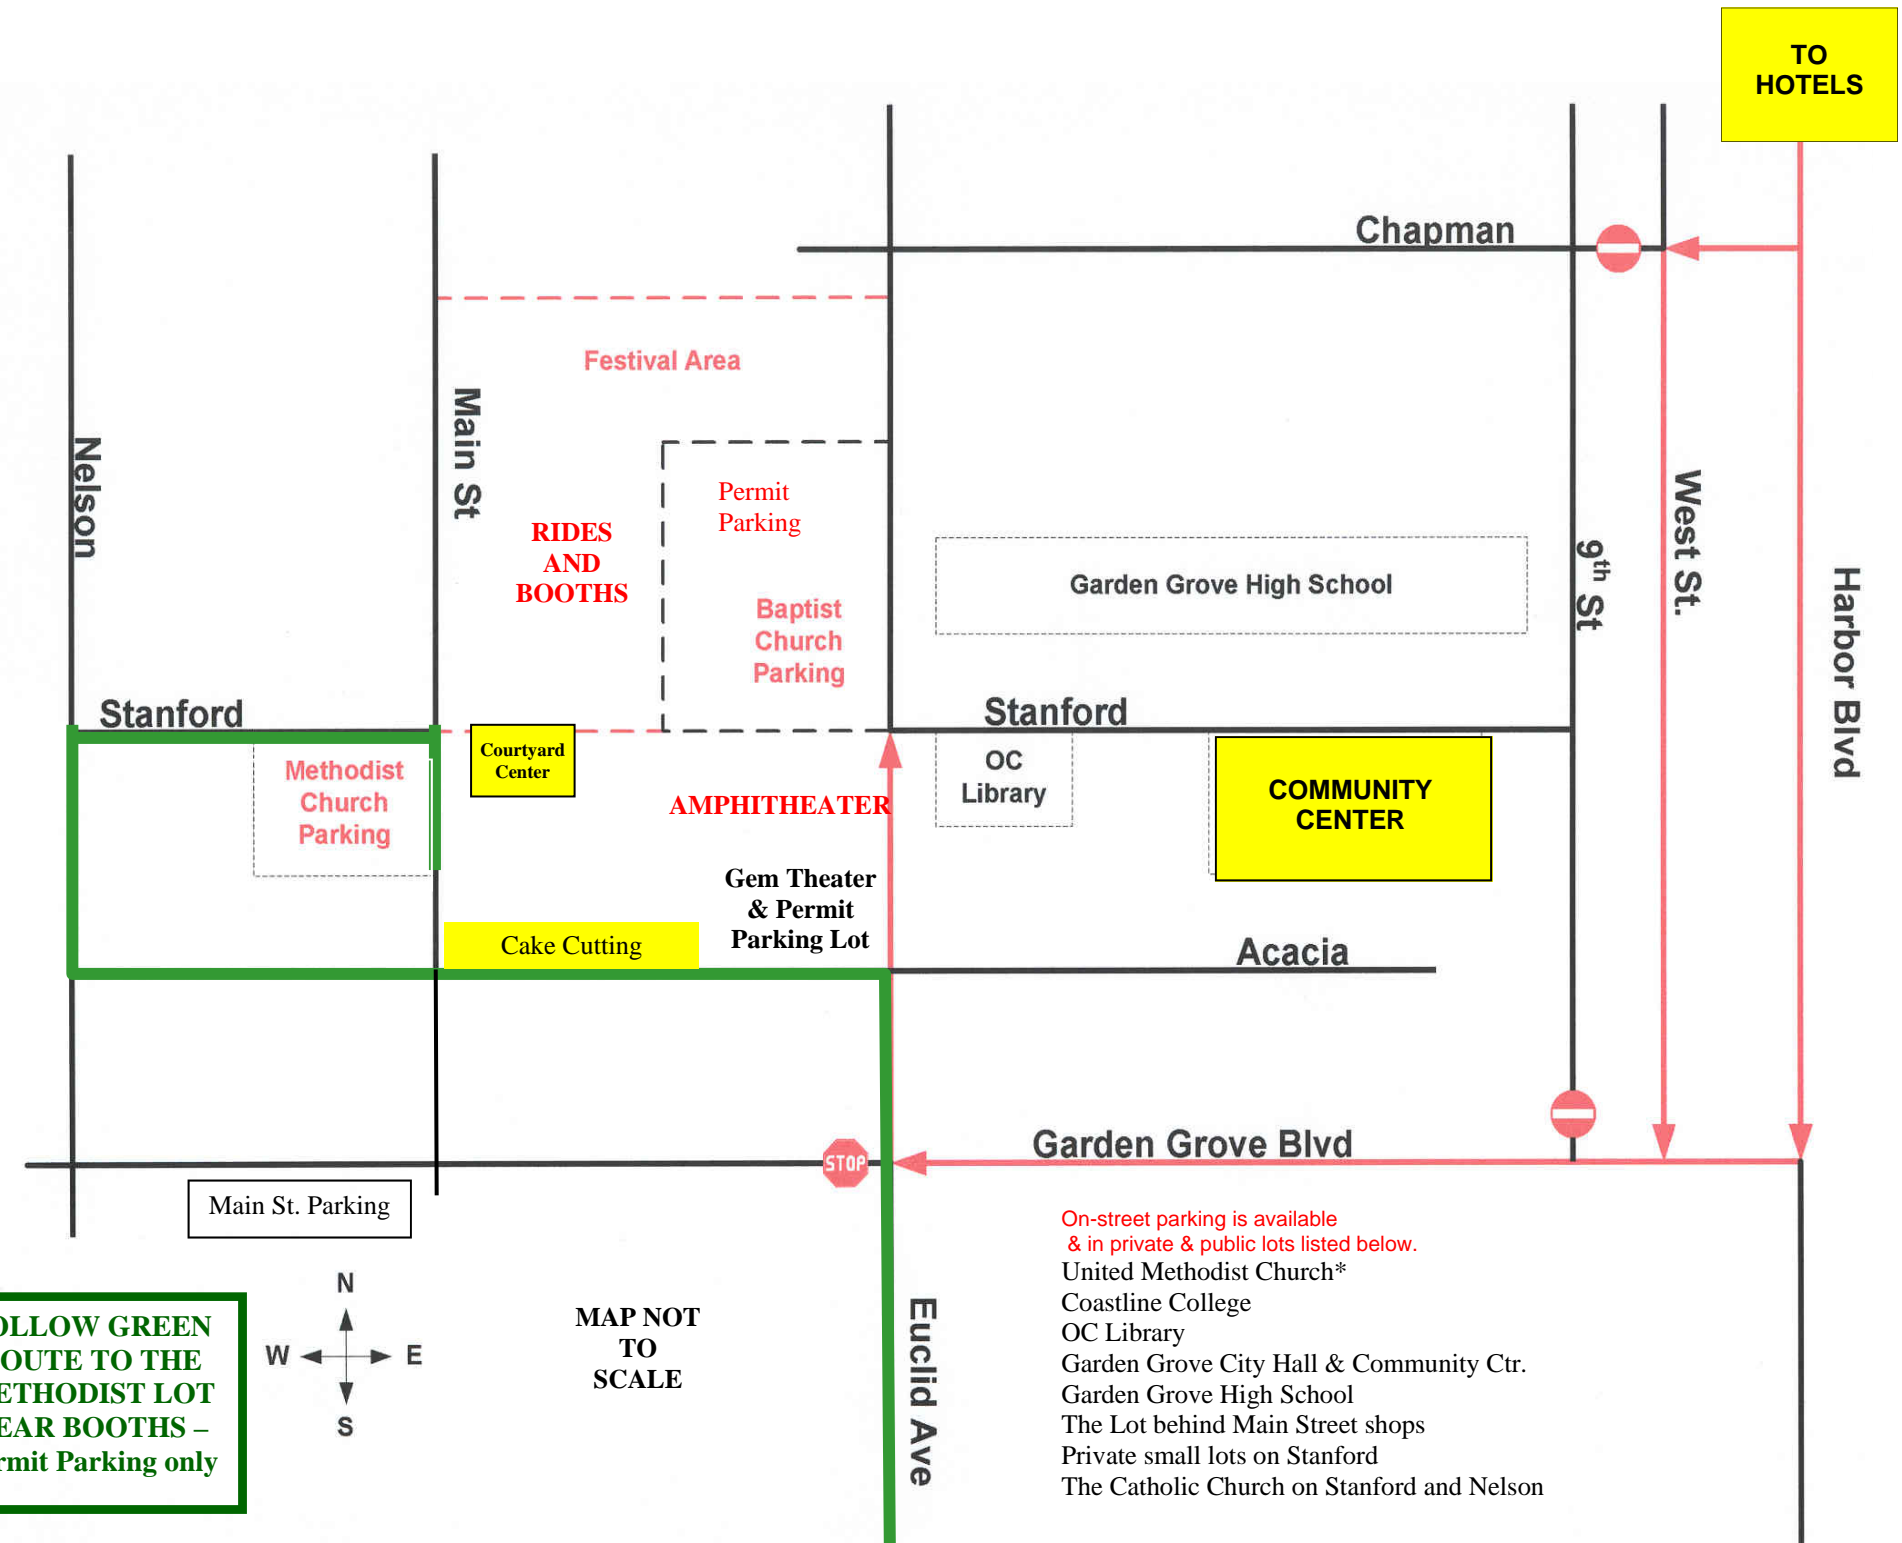 TO
HOTELS
Chapman
Festival Area
Main St
Nelson
Permit
Parking
RIDES
AND
BOOTHS
Baptist
Church
Parking
Garden Grove High School
9th St
West St.
Harbor Blvd
Stanford
Stanford
Courtyard
Center
Methodist
Church
Parking
AMPHITHEATER
OC
Library
COMMUNITY
CENTER
Gem Theater
& Permit
Parking Lot
Cake Cutting
Acacia
Garden Grove Blvd
STOP
Main St. Parking
N
W E
S
MAP NOT
TO
SCALE
Euclid Ave
OLLOW GREEN
OUTE TO THE
ETHODIST LOT
EAR BOOTHS –
rmit Parking only
On-street parking is available
& in private & public lots listed below.
United Methodist Church*
Coastline College
OC Library
Garden Grove City Hall & Community Ctr.
Garden Grove High School
The Lot behind Main Street shops
Private small lots on Stanford
The Catholic Church on Stanford and Nelson